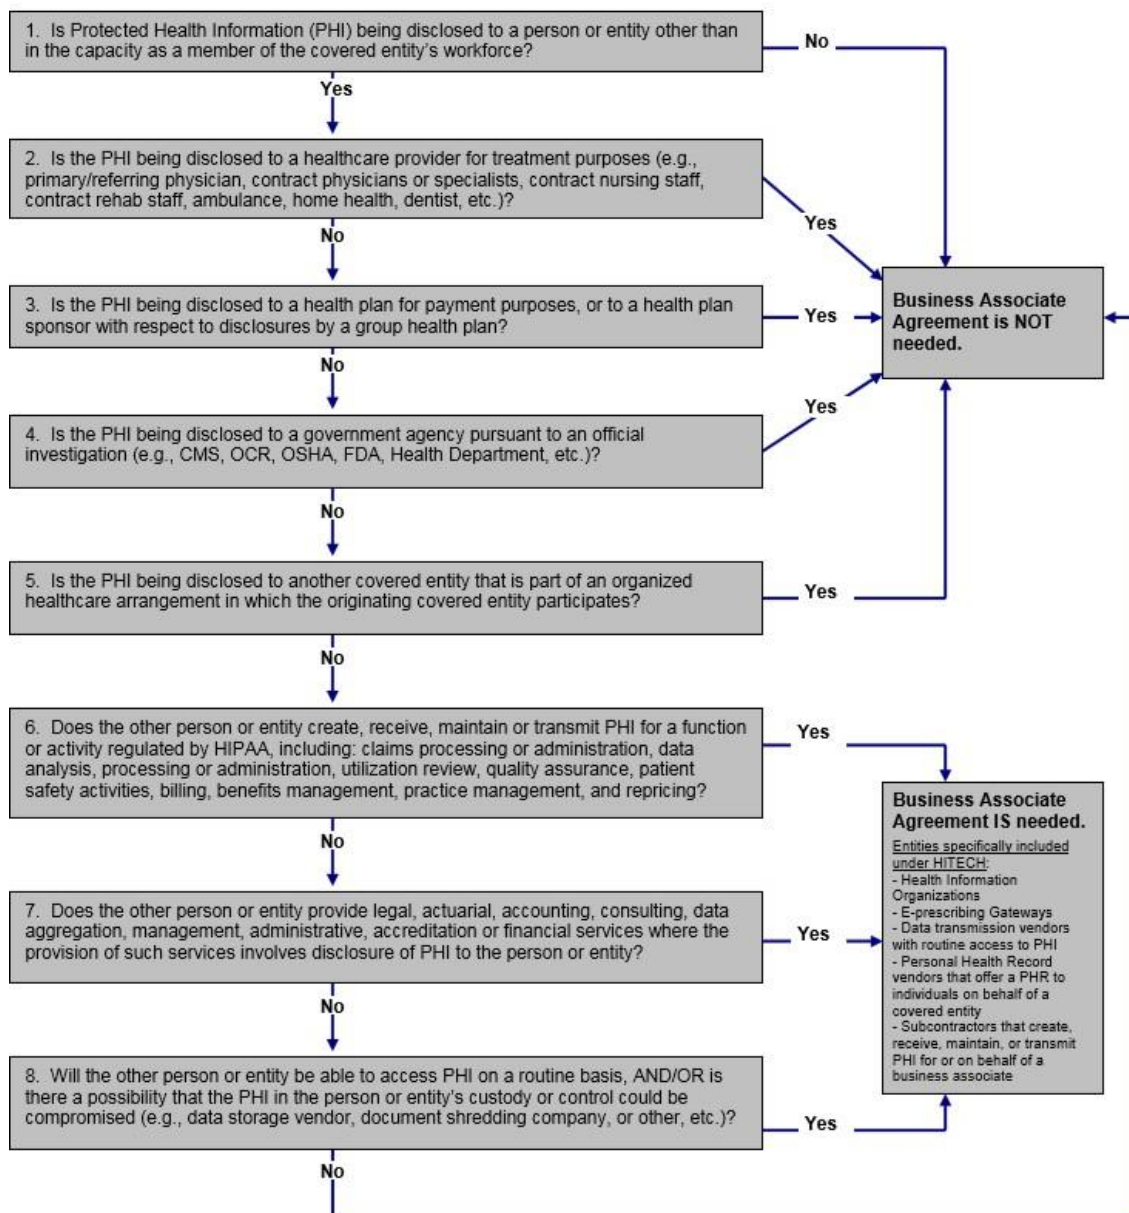 1. Is Protected Health Information (PHI) being disclosed to a person or entity other than
in the capacity as a member of the covered entity's workforce?
No
Yes
2. Is the PHI being disclosed to a healthcare provider for treatment purposes (e.g.,
primary/referring physician, contract physicians or specialists, contract nursing staff,
contract rehab staff, ambulance, home health, dentist, etc.)?
Yes
No
3. Is the PHI being disclosed to a health plan for payment purposes, or to a health plan
sponsor with respect to disclosures by a group health plan?
Yes
Business Associate
Agreement is NOT
needed.
No
4. Is the PHI being disclosed to a government agency pursuant to an official
investigation (e.g., CMS, OCR, OSHA, FDA, Health Department, etc.)?
Yes
No
5. Is the PHI being disclosed to another covered entity that is part of an organized
healthcare arrangement in which the originating covered entity participates?
Yes
No
6. Does the other person or entity create, receive, maintain or transmit PHI for a function
or activity regulated by HIPAA, including: claims processing or administration, data
analysis, processing or administration, utilization review, quality assurance, patient
safety activities, billing, benefits management, practice management, and repricing?
Yes
No
Business Associate
Agreement IS needed.
Entities specifically included
under HITECH:
- Health Information
Organizations
- E-prescribing Gateways
- Data transmission vendors
with routine access to PHI
- Personal Health Record
vendors that offer a PHR to
individuals on behalf of a
covered entity
- Subcontractors that create,
receive, maintain, or transmit
PHI for or on behalf of a
business associate
7. Does the other person or entity provide legal, actuarial, accounting, consulting, data
aggregation, management, administrative, accreditation or financial services where the
provision of such services involves disclosure of PHI to the person or entity?
Yes
No
8. Will the other person or entity be able to access PHI on a routine basis, AND/OR is
there a possibility that the PHI in the person or entity's custody or control could be
compromised (e.g., data storage vendor, document shredding company, or other, etc.)?
Yes
No